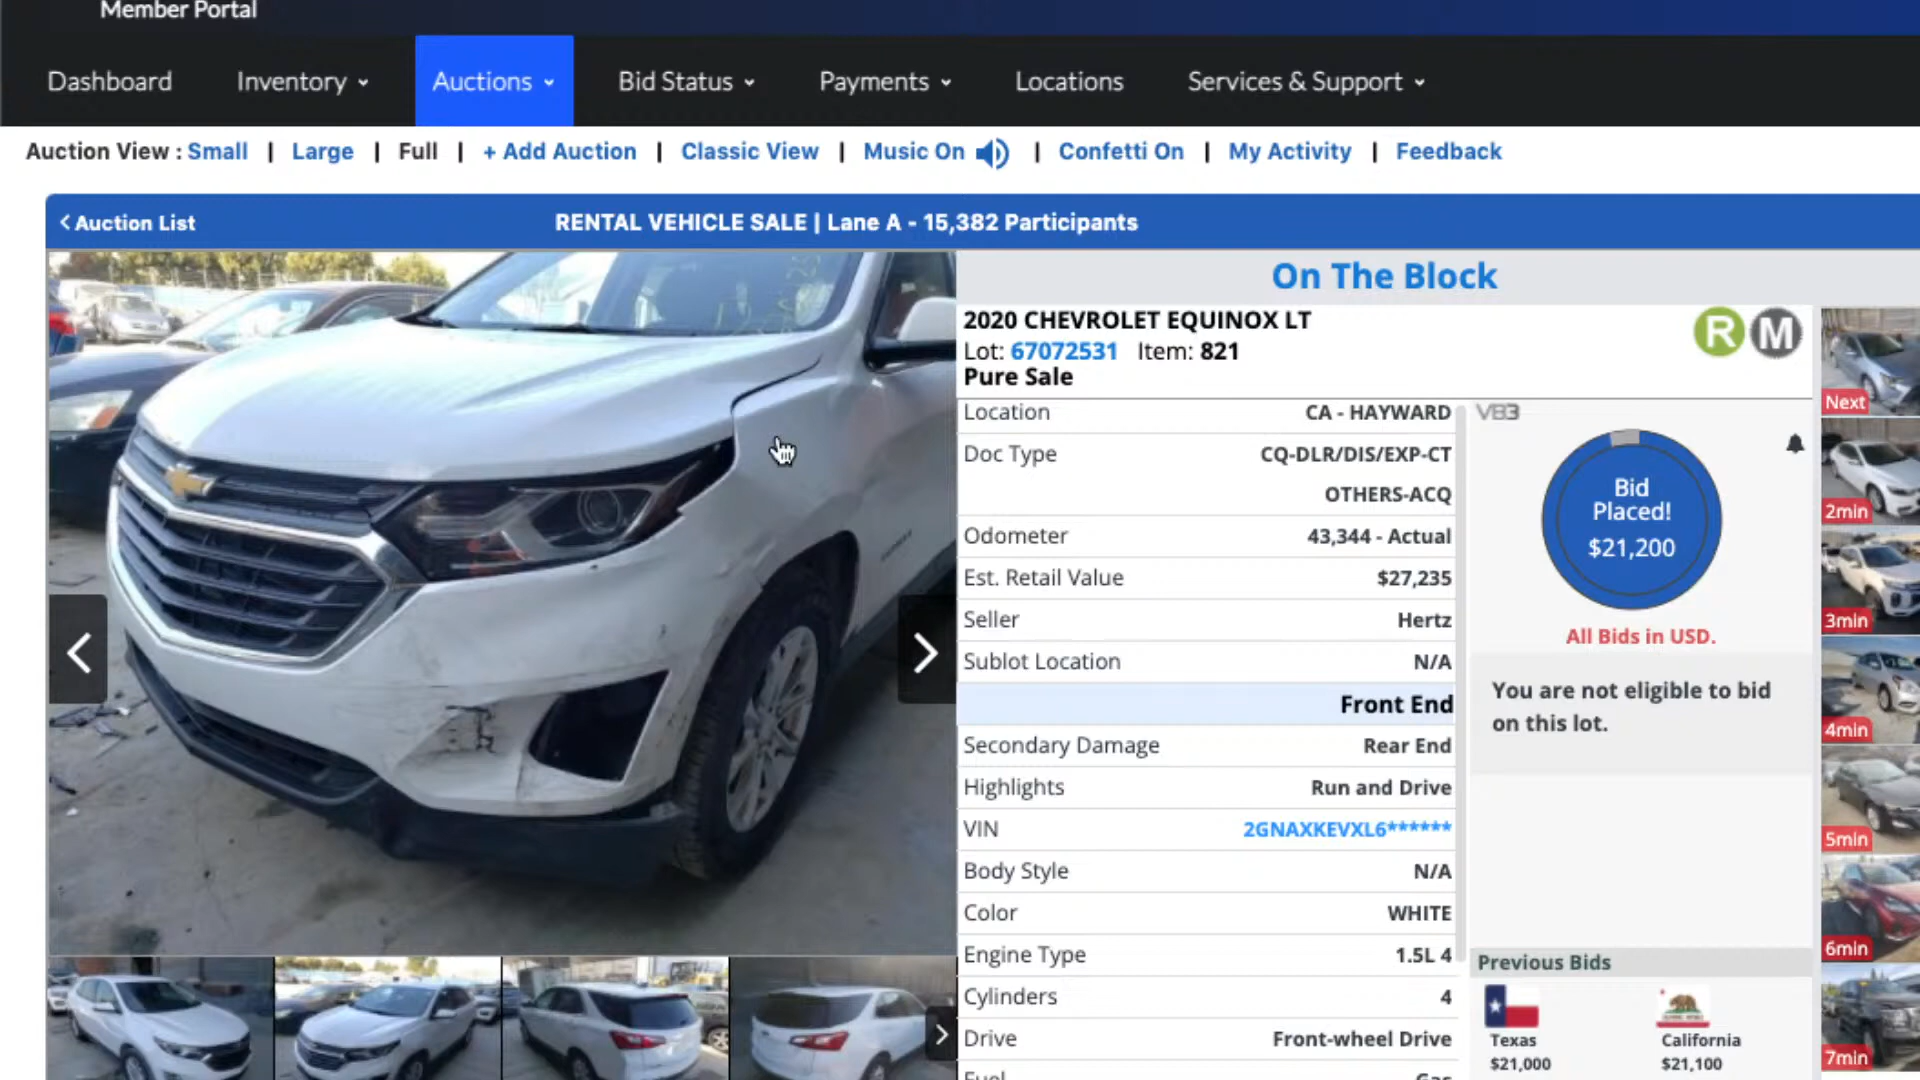 Member Portal
Dashboard Inventory Auctions Bid Status Payments Locations Services & Support
Auction View : Small | Large | Full | + Add Auction | Classic View | Music On | Confetti On | My Activity | Feedback
Auction List
RENTAL VEHICLE SALE | Lane A - 15,382 Participants
On The Block
2020 CHEVROLET EQUINOX LT
Lot: 67072531 Item: 821
Pure Sale
R M
Location CA - HAYWARD
Doc Type CQ-DLR/DIS/EXP-CT
OTHERS-ACQ
Odometer 43,344 - Actual
Est. Retail Value $27,235
Seller Hertz
Sublot Location N/A
Front End
Secondary Damage Rear End
Highlights Run and Drive
VIN 2GNAXKEVXL6******
Body Style N/A
Color WHITE
Engine Type 1.5L 4
Cylinders 4
Drive Front-wheel Drive
Fuel Gas
VB3
Bid
Placed!
$21,200
All Bids in USD.
You are not eligible to bid
on this lot.
Previous Bids
Texas
$21,000
California
$21,100
Next
2min
3min
4min
5min
6min
7min